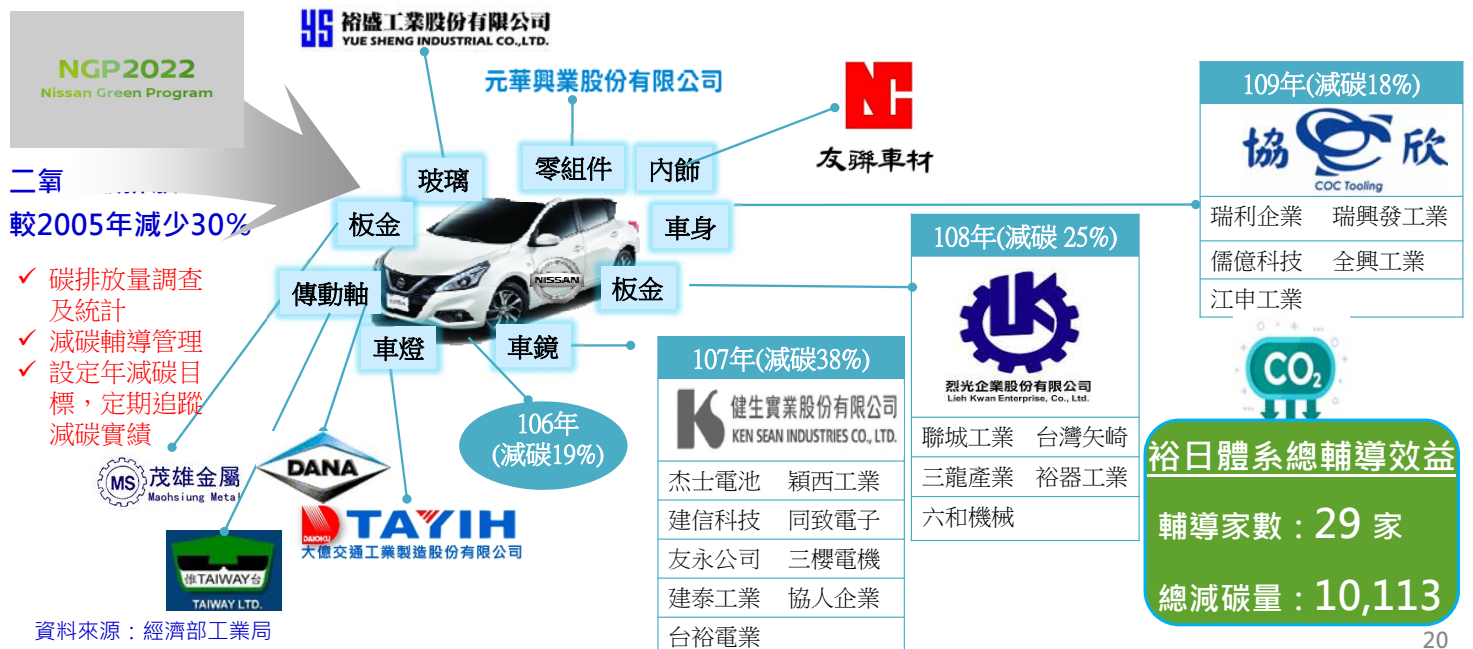 NGP2022
Nissan Green Program
二氧
較2005年減少30%
✓ 碳排放量調查
及統計
✓ 減碳輔導管理
✓ 設定年減碳目
標，定期追蹤
減碳實績
YS 裕盛工業股份有限公司
YUE SHENG INDUSTRIAL CO.,LTD.
元華興業股份有限公司
友聯車材
玻璃
零組件
內飾
板金
車身
傳動軸
NISSAN
板金
車燈
車鏡
106年
(減碳19%)
MS 茂雄金屬
Maohsiung Metal
DANA
DAIOKU TAYIH
大億交通工業製造股份有限公司
惟TAIWAY台
TAIWAY LTD.
107年(減碳38%)
K 健生實業股份有限公司
KEN SEAN INDUSTRIES CO., LTD.
杰士電池 穎西工業
建信科技 同致電子
友永公司 三櫻電機
建泰工業 協人企業
台裕電業
108年(減碳 25%)
LK
烈光企業股份有限公司
Lieh Kwan Enterprise, Co., Ltd.
聯城工業 台灣矢崎
三龍產業 裕器工業
六和機械
109年(減碳18%)
協 欣
COC Tooling
瑞利企業 瑞興發工業
儒億科技 全興工業
江申工業
CO2
裕日體系總輔導效益
輔導家數：29 家
總減碳量：10,113
資料來源：經濟部工業局
20